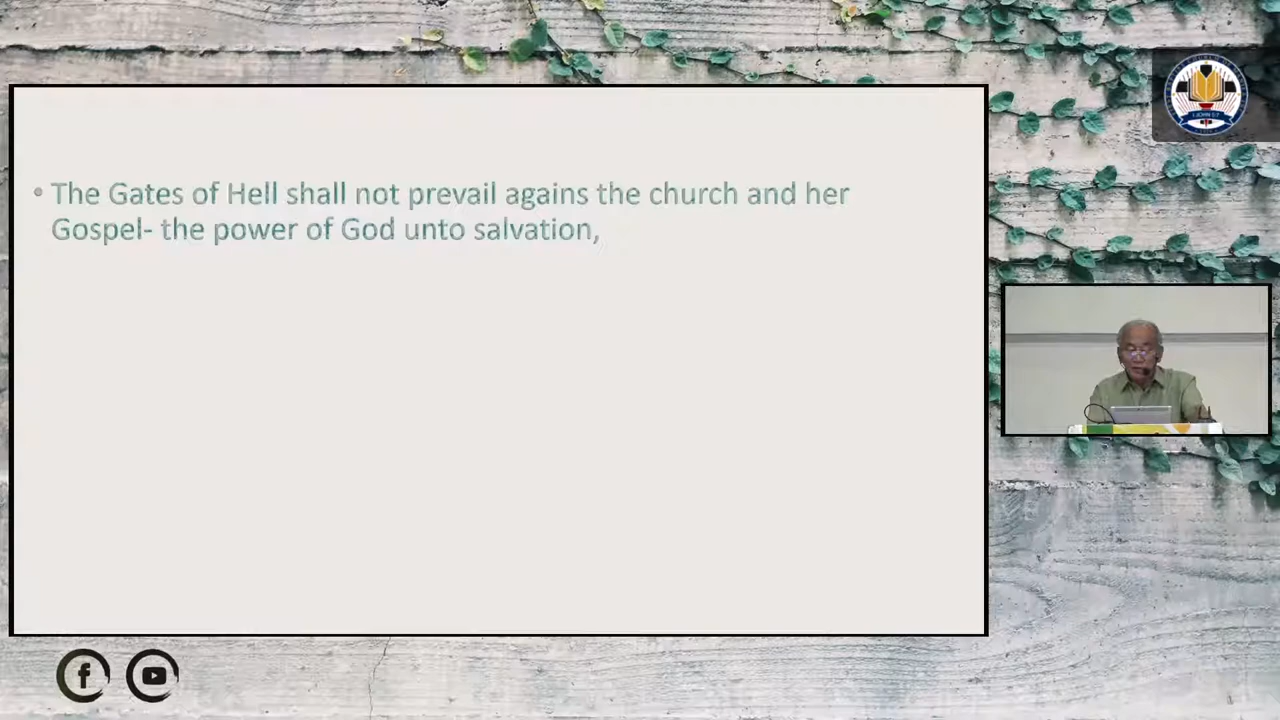 • The Gates of Hell shall not prevail agains the church and her
Gospel- the power of God unto salvation,